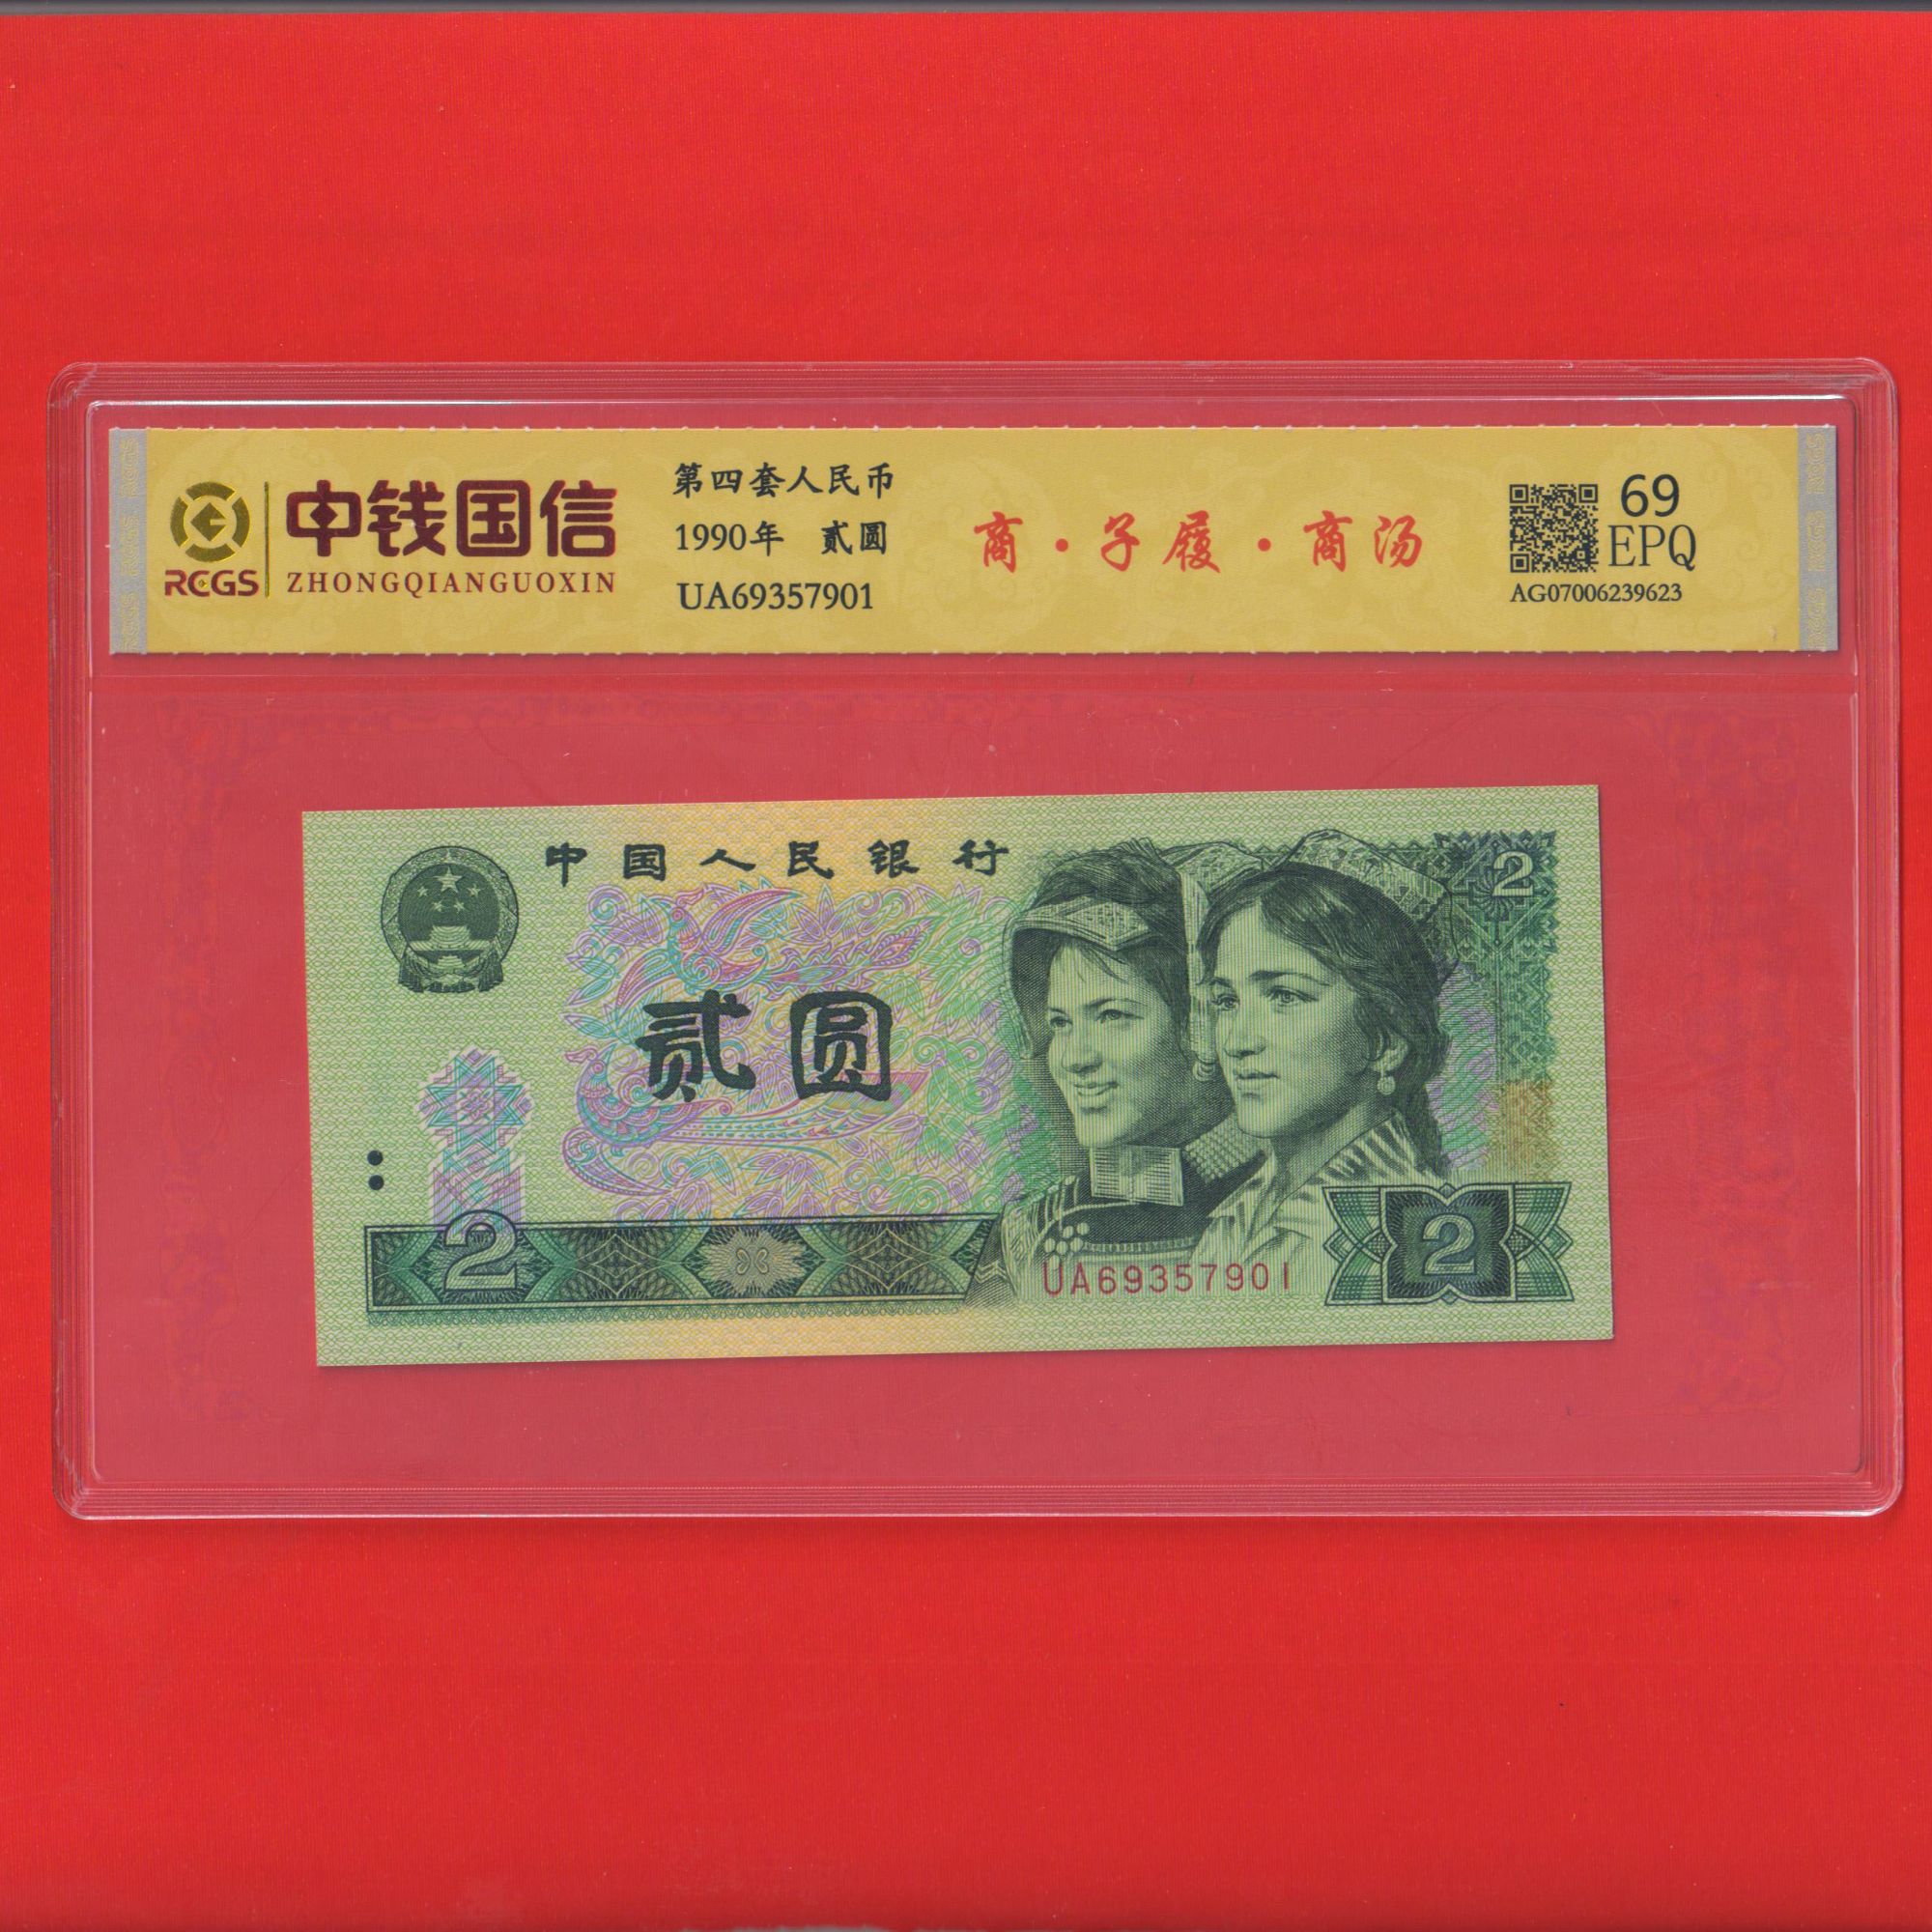 中钱国信
RCGS
ZHONGQIANGUOXIN
第四套人民币
1990年 贰圆
UA69357901
商·子履·商汤
69
EPQ
AG07006239623
中国人民银行
2
贰圆
2
UA69357901
2